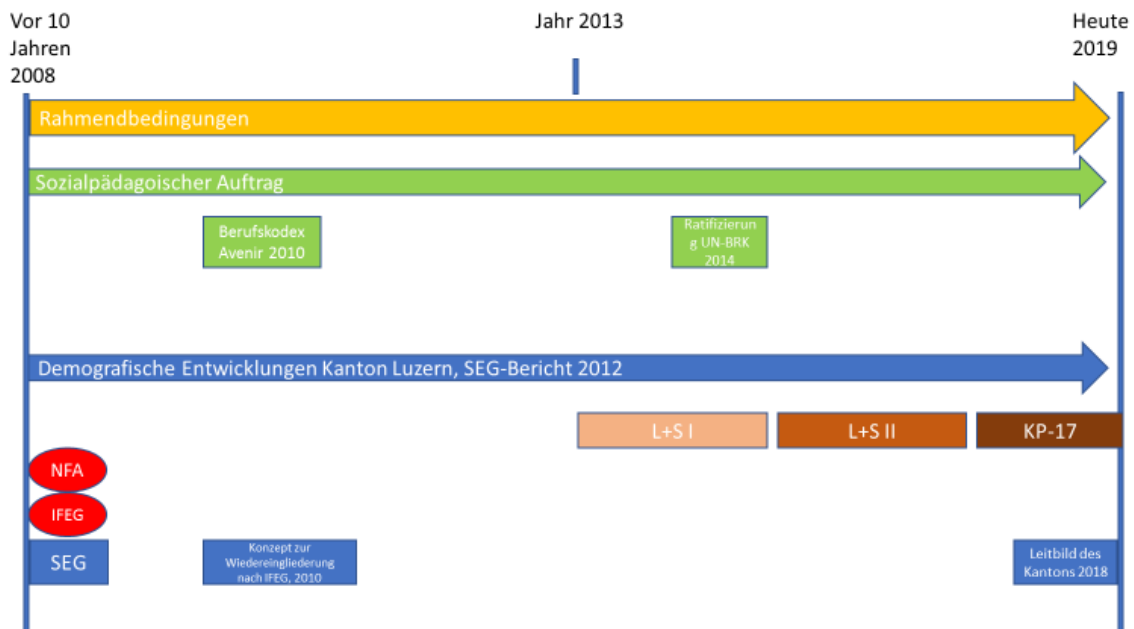 Vor 10
Jahren
2008
Jahr 2013
Heute
2019
Rahmendbedingungen
Sozialpädagoischer Auftrag
Berufskodex
Avenir 2010
Ratifizierun
g UN-BRK
2014
Demografische Entwicklungen Kanton Luzern, SEG-Bericht 2012
L+S I
L+S II
KP-17
NFA
IFEG
SEG
Konzept zur
Wiedereingliederung
nach IFEG, 2010
Leitbild des
Kantons 2018